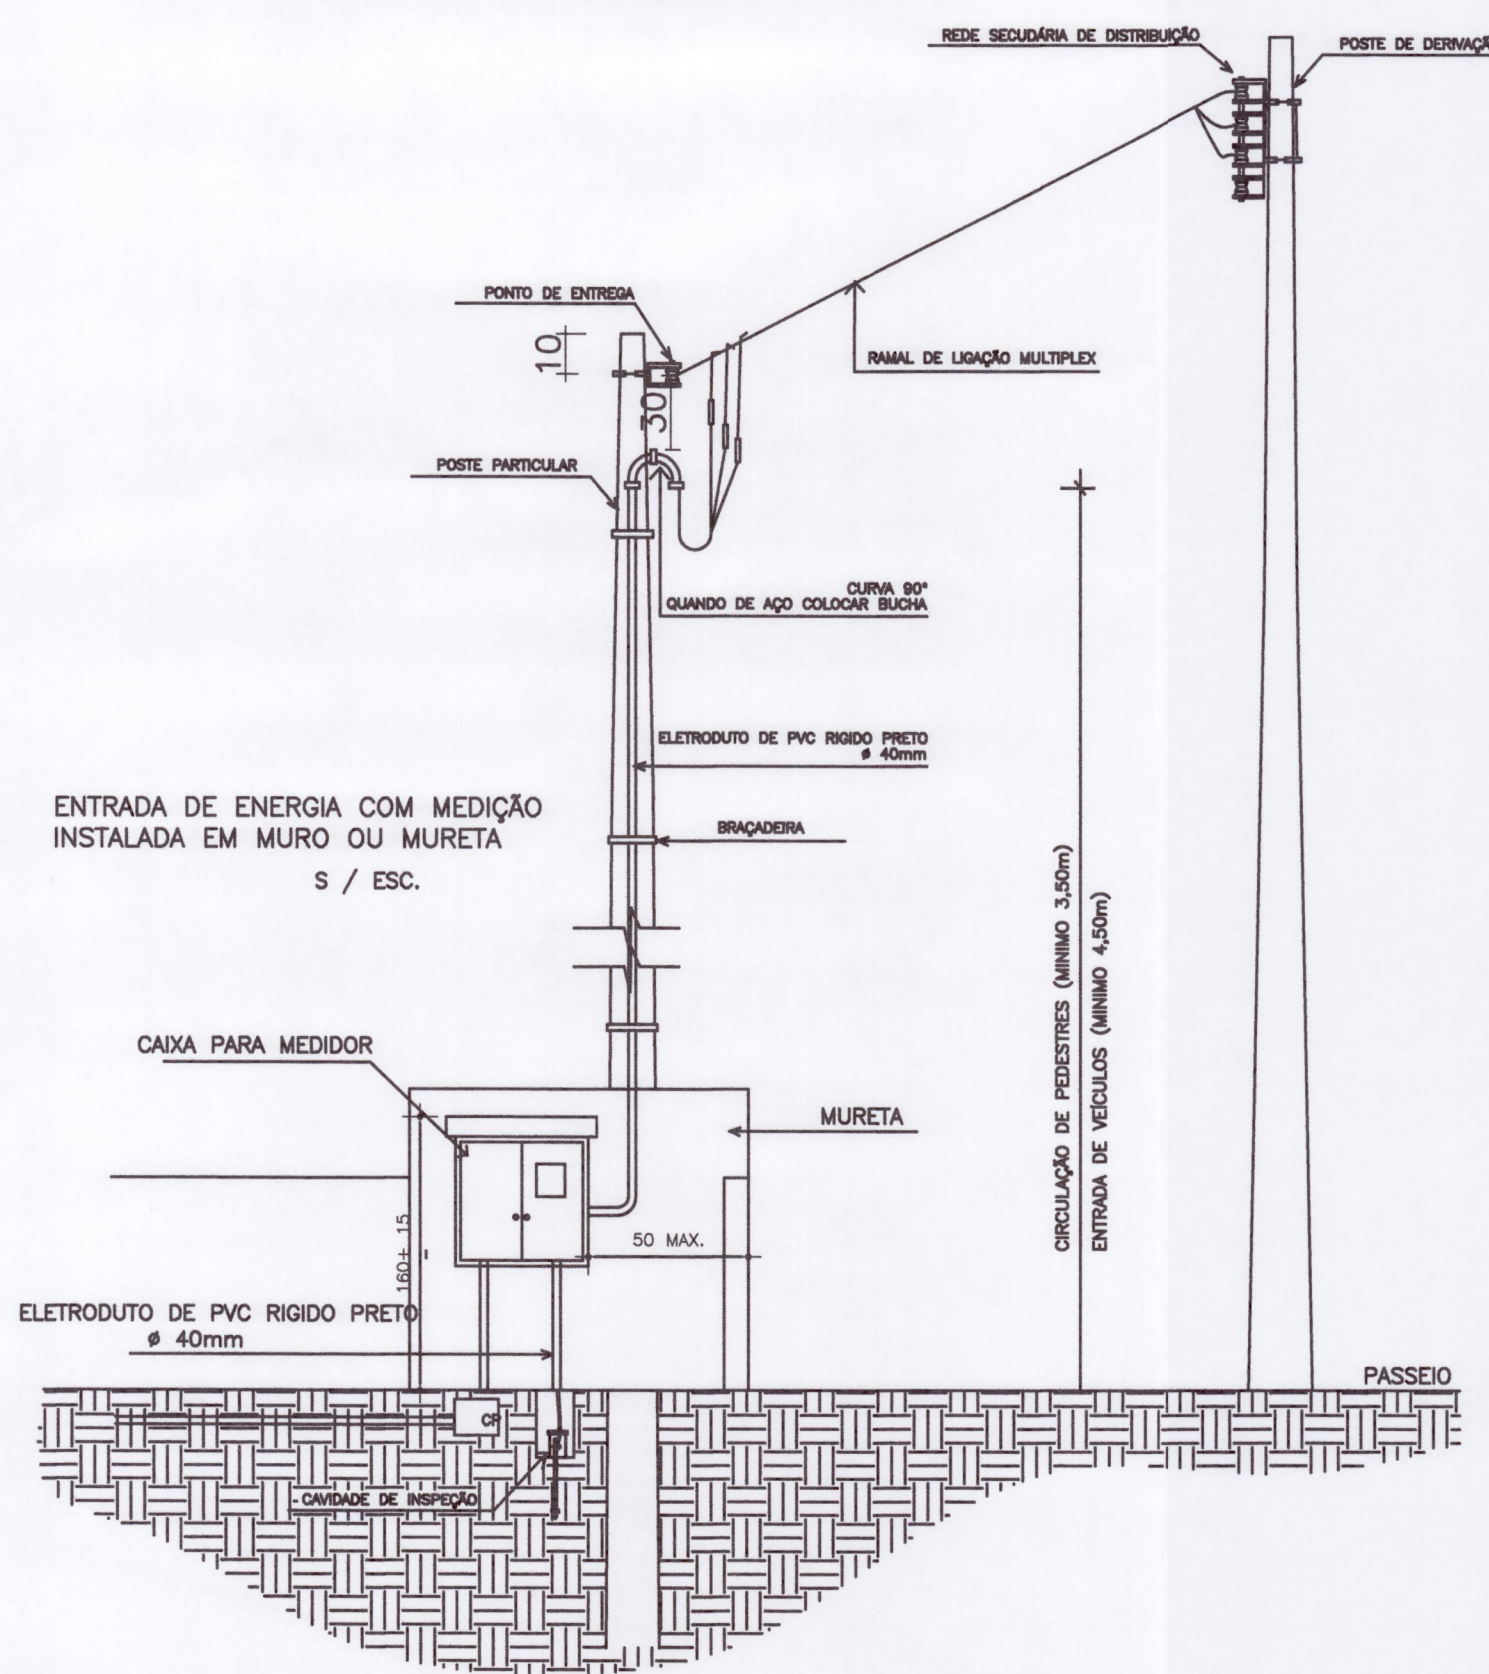 REDE SECUDÁRIA DE DISTRIBUIÇÃO
POSTE DE DERIVAÇÃ
PONTO DE ENTREGA
10
RAMAL DE LIGAÇÃO MULTIPLEX
30
POSTE PARTICULAR
CURVA 90°
QUANDO DE AÇO COLOCAR BUCHA
ELETRODUTO DE PVC RIGIDO PRETO
ø 40mm
ENTRADA DE ENERGIA COM MEDIÇÃO
INSTALADA EM MURO OU MURETA
S / ESC.
BRAÇADEIRA
CIRCULAÇÃO DE PEDESTRES (MINIMO 3,50m)
ENTRADA DE VEÍCULOS (MINIMO 4,50m)
CAIXA PARA MEDIDOR
MURETA
160± 15
50 MAX.
ELETRODUTO DE PVC RIGIDO PRETO
ø 40mm
PASSEIO
CP
CAVIDADE DE INSPEÇÃO